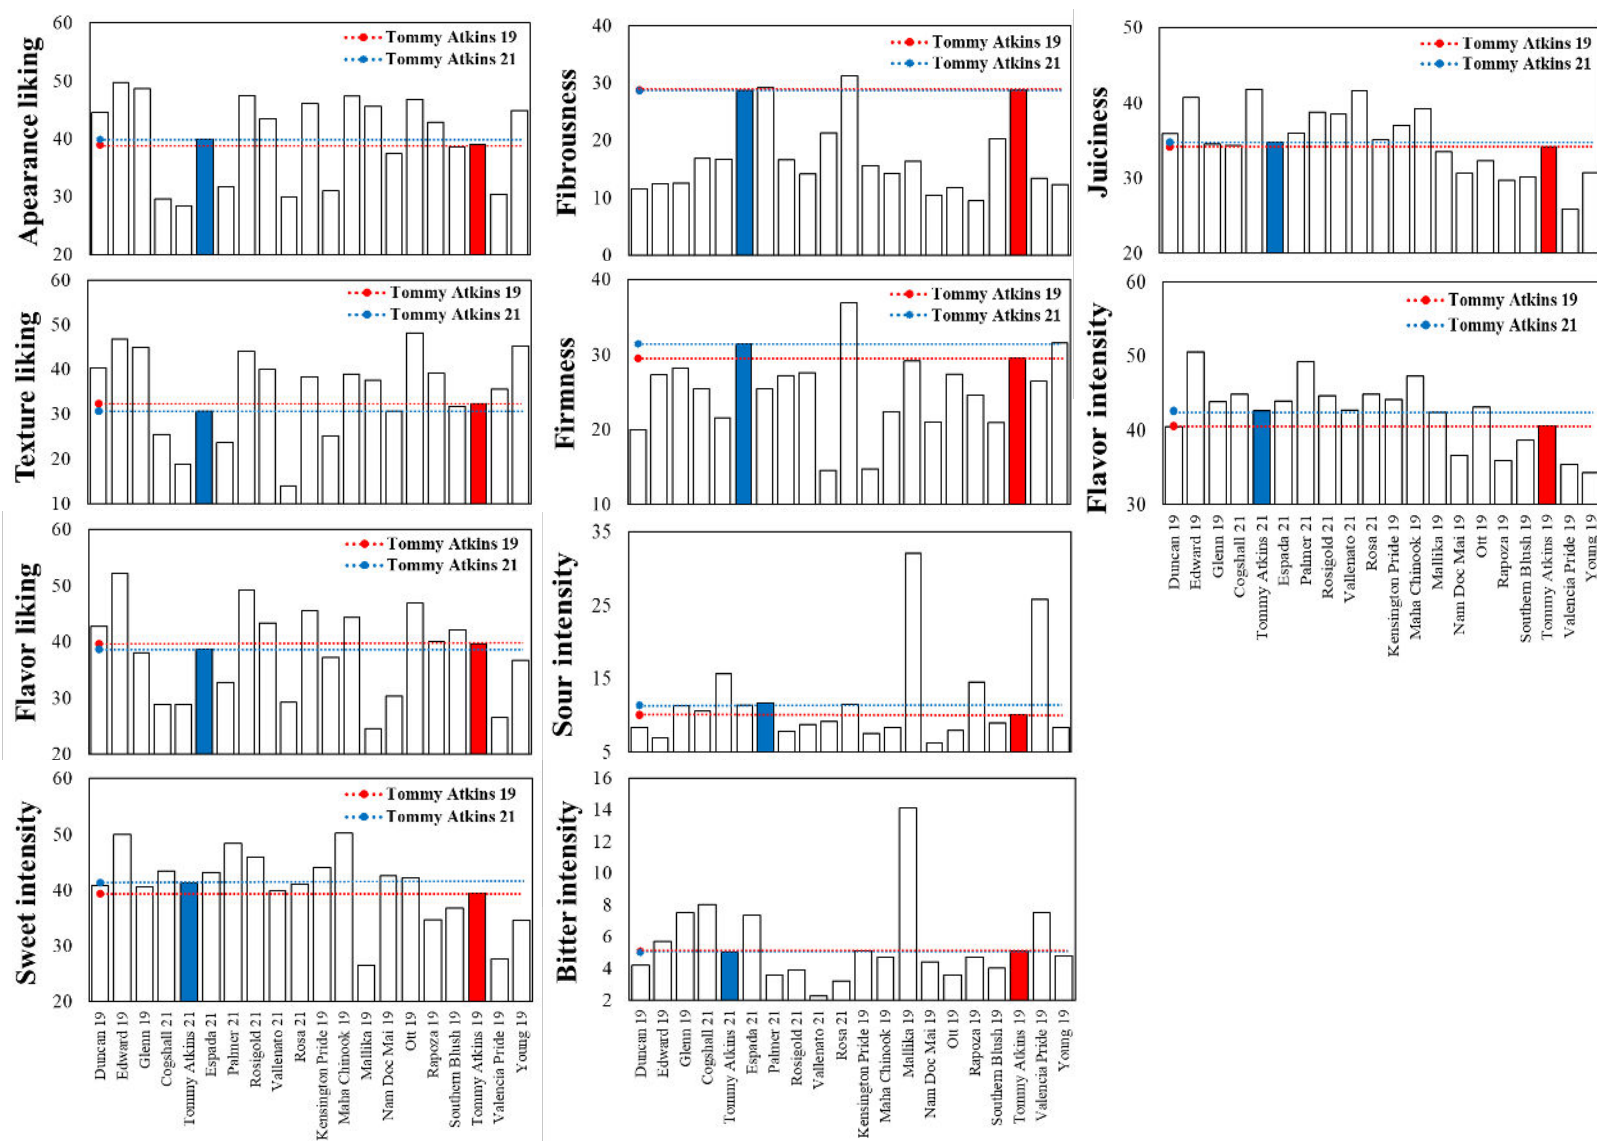 Apearance liking
60
50
40
30
20
Tommy Atkins 19
Tommy Atkins 21
Texture liking
60
50
40
30
20
10
Tommy Atkins 19
Tommy Atkins 21
Flavor liking
60
50
40
30
20
Tommy Atkins 19
Tommy Atkins 21
Sweet intensity
60
50
40
30
20
Tommy Atkins 19
Tommy Atkins 21
Duncan 19
Edward 19
Glenn 19
Cogshall 21
Tommy Atkins 21
Espada 21
Palmer 21
Rosigold 21
Vallenato 21
Rosa 21
Kensington Pride 19
Maha Chinook 19
Mallika 19
Nam Doc Mai 19
Ott 19
Rapoza 19
Southern Blush 19
Tommy Atkins 19
Valencia Pride 19
Young 19
Fibrousness
40
30
20
10
0
Tommy Atkins 19
Tommy Atkins 21
Firmness
40
30
20
10
Tommy Atkins 19
Tommy Atkins 21
Sour intensity
35
25
15
5
Bitter intensity
16
14
12
10
8
6
4
2
Duncan 19
Edward 19
Glenn 19
Cogshall 21
Tommy Atkins 21
Espada 21
Palmer 21
Rosigold 21
Vallenato 21
Rosa 21
Kensington Pride 19
Maha Chinook 19
Mallika 19
Nam Doc Mai 19
Ott 19
Rapoza 19
Southern Blush 19
Tommy Atkins 19
Valencia Pride 19
Young 19
Juiciness
50
40
30
20
Tommy Atkins 19
Tommy Atkins 21
Flavor intensity
60
50
40
30
Tommy Atkins 19
Tommy Atkins 21
Duncan 19
Edward 19
Glenn 19
Cogshall 21
Tommy Atkins 21
Espada 21
Palmer 21
Rosigold 21
Vallenato 21
Rosa 21
Kensington Pride 19
Maha Chinook 19
Mallika 19
Nam Doc Mai 19
Ott 19
Rapoza 19
Southern Blush 19
Tommy Atkins 19
Valencia Pride 19
Young 19